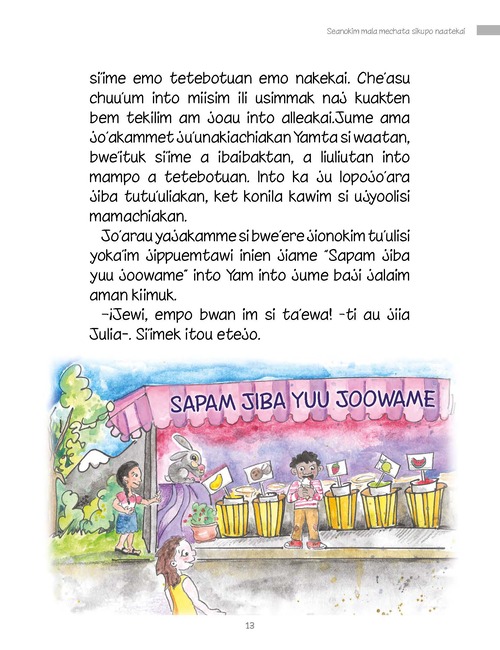 Seanokim mala mechata sikupo naatekai
si'ime emo tetebotuan emo nakekai. Che'asu
chuu'um into miisim ili usimmak naj kuakten
bem tekilim am joau into alleakai.Jume ama
jo'akammet ju'unakiachiakan Yamta si waatan,
bwe'ituk si'ime a ibaibaktan, a liuliutan into
mampo a tetebotuan. Into ka ju lopojo'ara
jiba tutu'uliakan, ket konila kawim si ujyoolisi
mamachiakan.
Jo'arau yajakamme si bwe'ere jionokim tu'ulisi
yoka'im jippuemtawi inien jiame "Sapam jiba
yuu joowame" into Yam into jume baji jalaim
aman kiimuk.
–¡Jewi, empo bwan im si ta'ewa! -ti au jiia
Julia-. Si'imek itou etejo.
SAPAM JIBA YUU JOOWAME
13